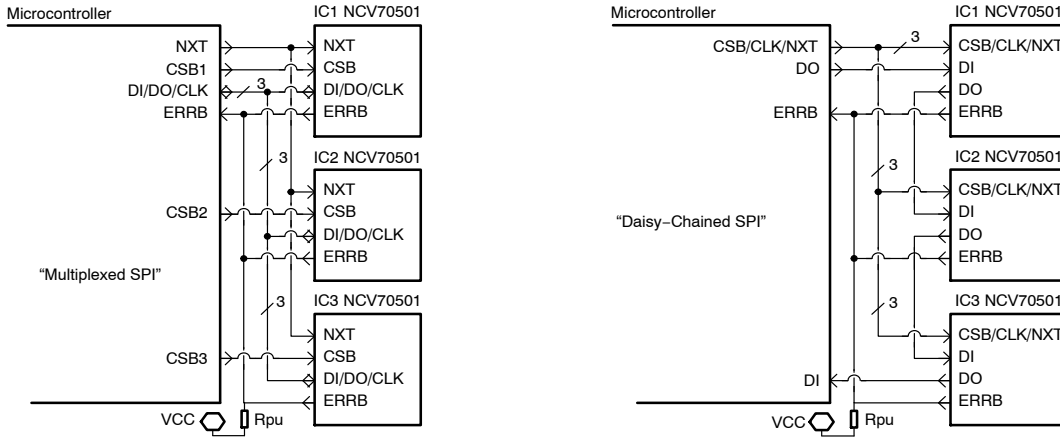 Microcontroller
IC1 NCV70501
NXT
NXT
CSB1
CSB
DI/DO/CLK
3
DI/DO/CLK
ERRB
ERRB
3
IC2 NCV70501
NXT
CSB2
CSB
DI/DO/CLK
ERRB
“Multiplexed SPI”
3
IC3 NCV70501
NXT
CSB3
CSB
DI/DO/CLK
ERRB
VCC
Rpu
Microcontroller
IC1 NCV70501
CSB/CLK/NXT
3
CSB/CLK/NXT
DO
DI
DO
ERRB
ERRB
3
IC2 NCV70501
CSB/CLK/NXT
“Daisy−Chained SPI”
DI
DO
ERRB
3
IC3 NCV70501
CSB/CLK/NXT
DI
DI
DO
ERRB
VCC
Rpu